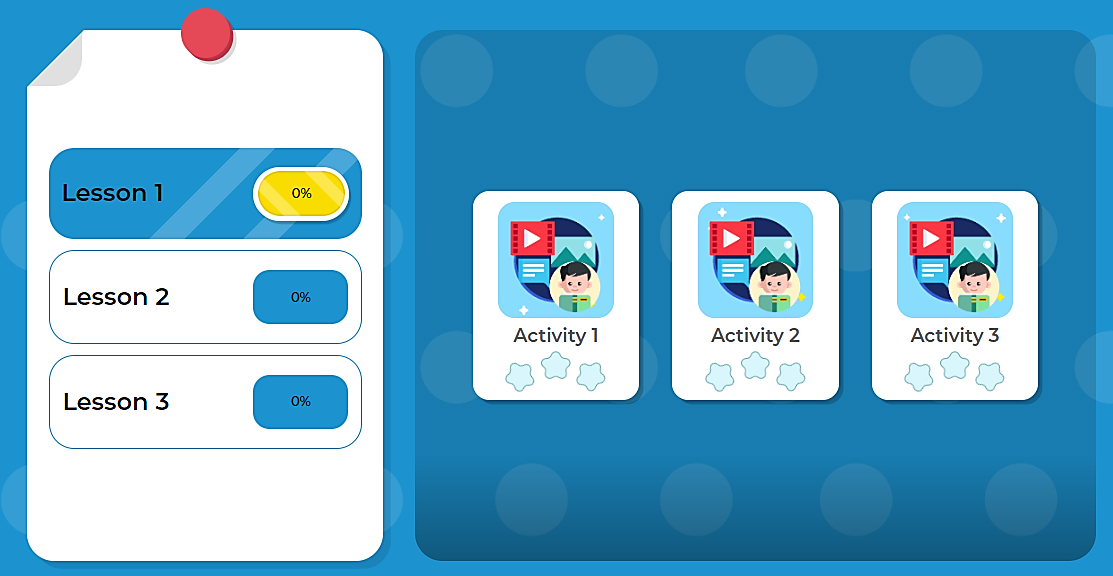 Lesson 1
0%
Lesson 2
0%
Lesson 3
0%
Activity 1
Activity 2
Activity 3